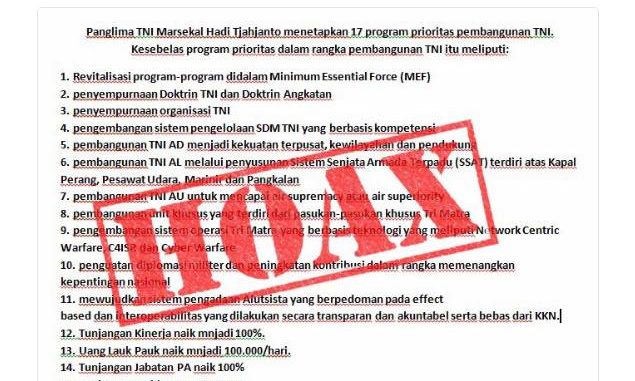 Panglima TNI Marsekal Hadi Tjahjanto menetapkan 17 program prioritas pembangunan TNI.
Kesebelas program prioritas dalam rangka pembangunan TNI itu meliputi:
1. Revitalisasi program-program didalam Minimum Essential Force (MEF)
2. penyempurnaan Doktrin TNI dan Doktrin Angkatan
3. penyempurnaan organisasi TNI
4. pengembangan sistem pengelolaan SDM TNI yang berbasis kompetensi
5. pembangunan TNI AD menjadi kekuatan terpusat, kewilayahan dan pendukung
6. pembangunan TNI AL melalui penyusunan Sistem Senjata Armada Terpadu (SSAT) terdiri atas Kapal
Perang, Pesawat Udara, Marinir dan Pangkalan
7. pembangunan TNI AU untuk mencapai air supremacy atau air superiority
8. pembangunan unit khusus yang terdiri dari pasukan-pasukan khusus Tri Matra
9. pengembangan sistem operasi Tri Matra yang berbasis teknologi yang meliputi Network Centric
Warfare, C4ISR dan Cyber Warfare
10. penguatan diplomasi militer dan peningkatan kontribusi dalam rangka memenangkan
kepentingan nasional
11. mewujudkan sistem pengadaan Alutsista yang berpedoman pada effect
based dan interoperabilitas yang dilakukan secara transparan dan akuntabel serta bebas dari KKN.
12. Tunjangan Kinerja naik mnjadi 100%.
13. Uang Lauk Pauk naik mnjadi 100.000/hari.
14. Tunjangan Jabatan PA naik 100%
HOAX